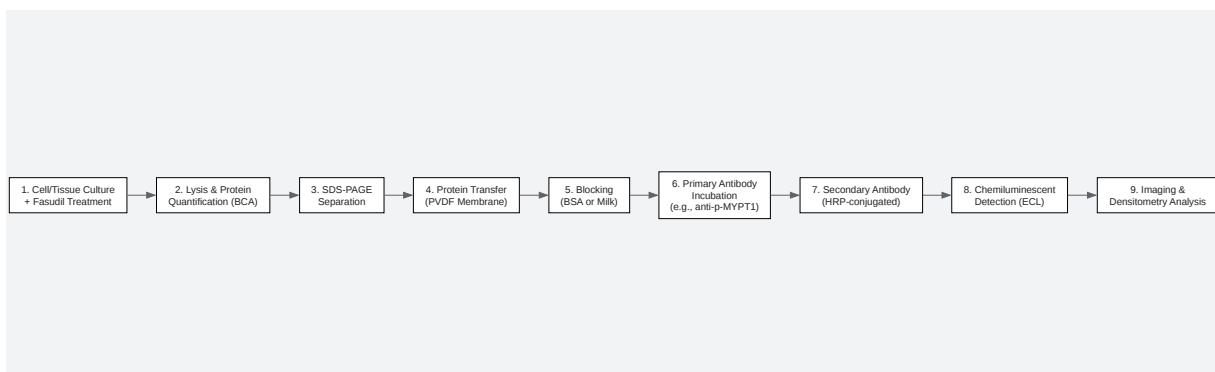 1. Cell/Tissue Culture
+ Fasudil Treatment
2. Lysis & Protein
Quantification (BCA)
3. SDS-PAGE
Separation
4. Protein Transfer
(PVDF Membrane)
5. Blocking
(BSA or Milk)
6. Primary Antibody
Incubation
(e.g., anti-p-MYPT1)
7. Secondary Antibody
(HRP-conjugated)
8. Chemiluminescent
Detection (ECL)
9. Imaging &
Densitometry Analysis